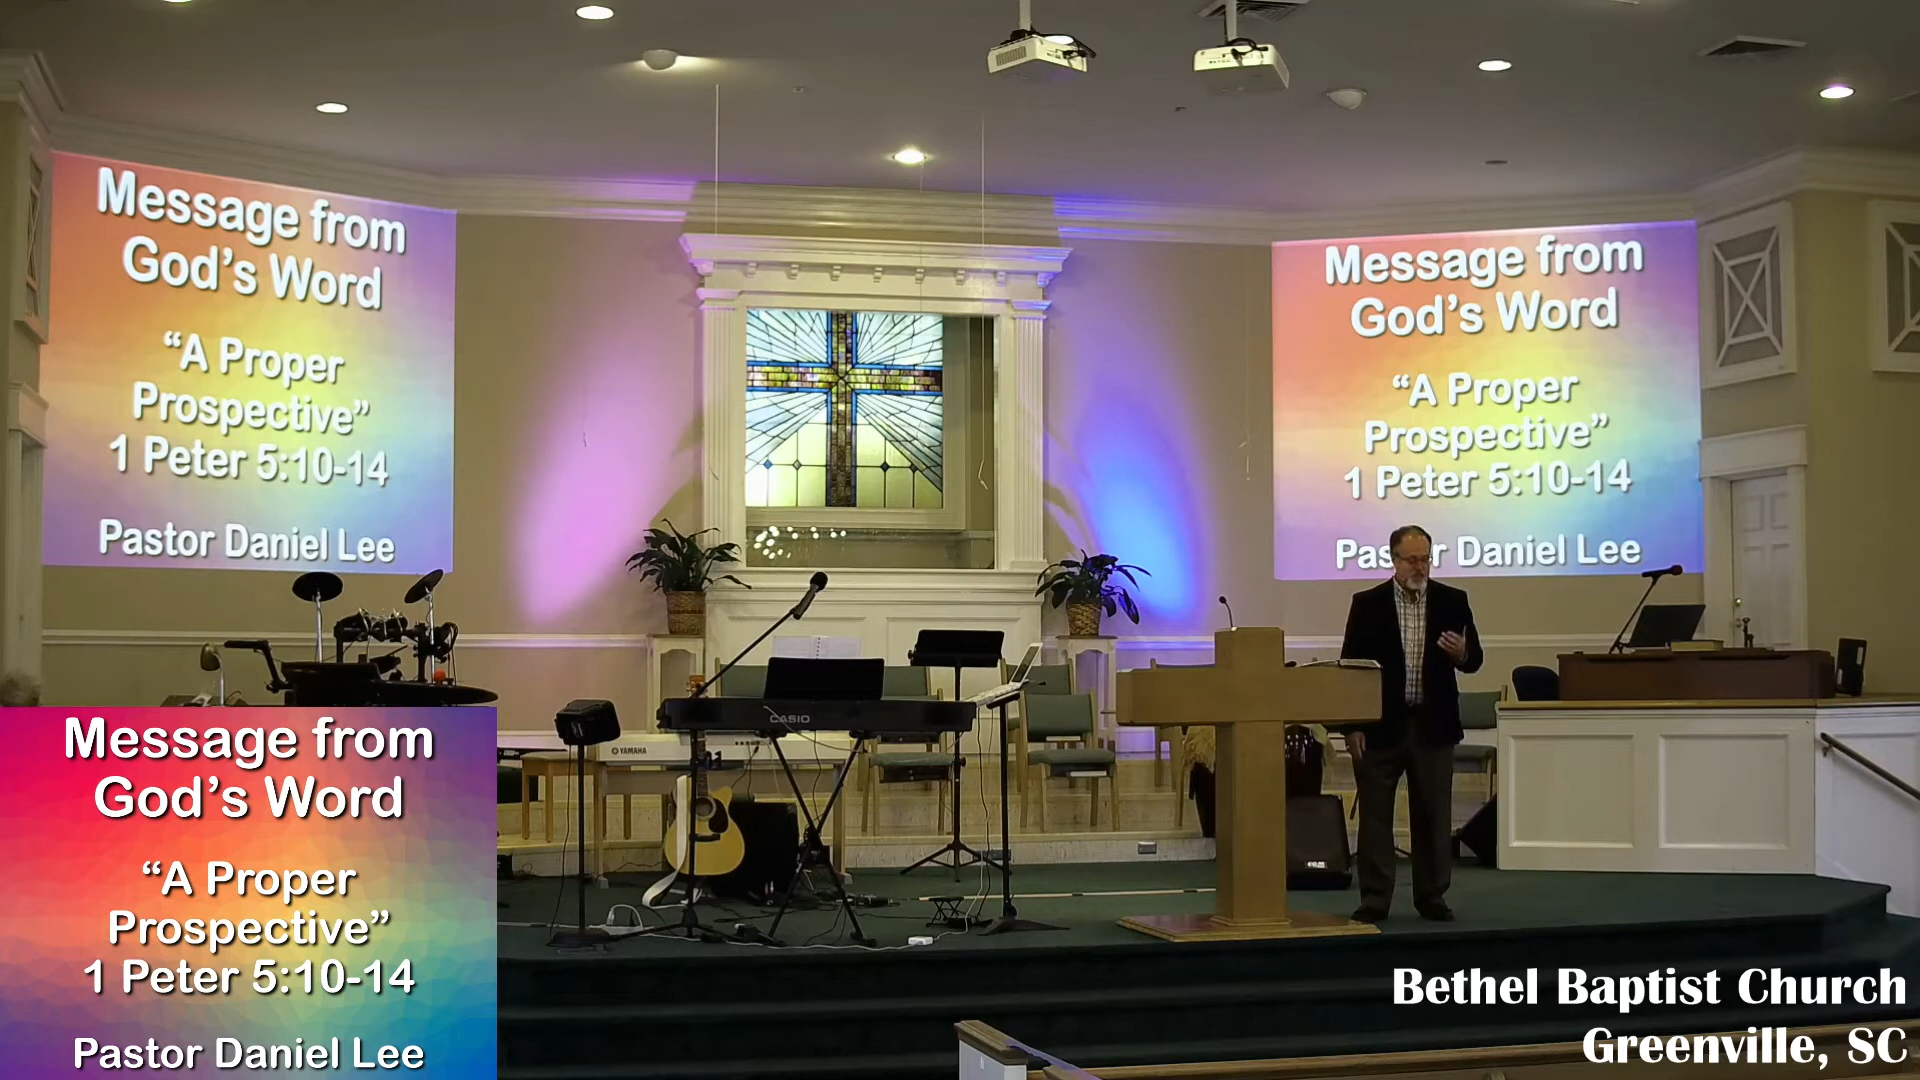 Message from
God's Word
“A Proper
Prospective”
1 Peter 5:10-14
Pastor Daniel Lee
Message from
God's Word
“A Proper
Prospective”
1 Peter 5:10-14
Pas r Daniel Lee
CASIO
YAMAHA
Message from
God's Word
“A Proper
Prospective”
1 Peter 5:10-14
Pastor Daniel Lee
Bethel Baptist Church
Greenville, SC